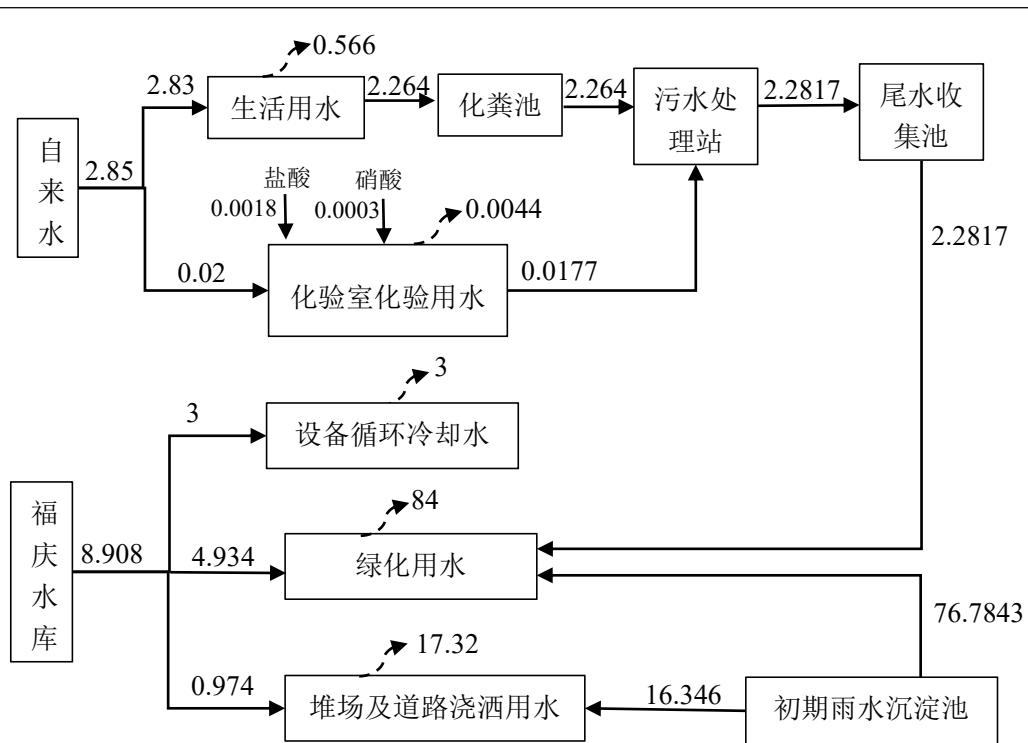 0.566
2.83
生活用水
2.264
化粪池
2.264
污水处
理站
2.2817
尾水收
集池
自
来
水
2.85
盐酸
0.0018
硝酸
0.0003
0.0044
2.2817
0.02
化验室化验用水
0.0177
3
3
设备循环冷却水
福
庆
水
库
8.908
84
4.934
绿化用水
76.7843
17.32
0.974
堆场及道路浇洒用水
16.346
初期雨水沉淀池